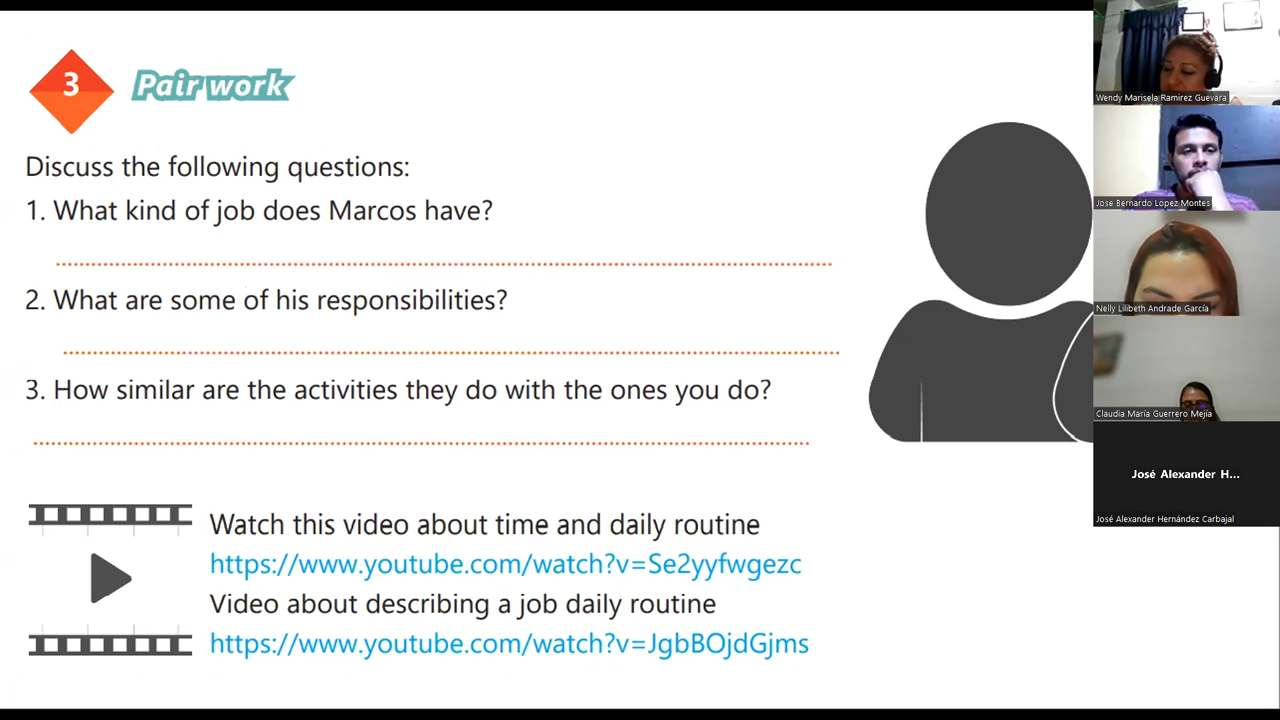 3
Pair work
Discuss the following questions:
1. What kind of job does Marcos have?
2. What are some of his responsibilities?
3. How similar are the activities they do with the ones you do?
Watch this video about time and daily routine
https://www.youtube.com/watch?v=Se2yyfwgezc
Video about describing a job daily routine
https://www.youtube.com/watch?v=JgbBOjdGjms
Wendy Marisela Ramirez Guevara
Jose Bernardo Lopez Montes
Nelly Lilibeth Andrade García
Claudia María Guerrero Mejía
José Alexander H...
José Alexander Hernández Carbajal